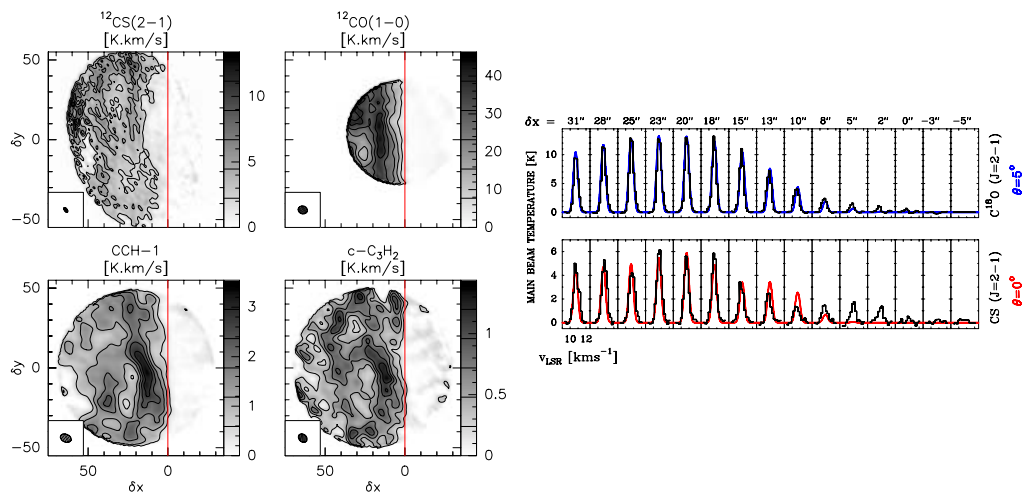 ¹²CS(2−1)
[K.km/s]
¹²CO(1−0)
[K.km/s]
50
0
−50
δy
10
5
0
40
30
20
10
0
CCH−1
[K.km/s]
c−C₃H₂
[K.km/s]
50
0
−50
δy
3
2
1
0
1
0.5
0
50
0
50
0
δx
δx
δx =
31"
28"
25"
23"
20"
18"
15"
13"
10"
8"
5"
2"
0"
−3"
−5"
MAIN BEAM TEMPERATURE [K]
10
5
0
C¹⁸O (J=2−1)
θ=5°
6
4
2
0
CS (J=2−1)
θ=0°
10 12
v_LSR [kms⁻¹]